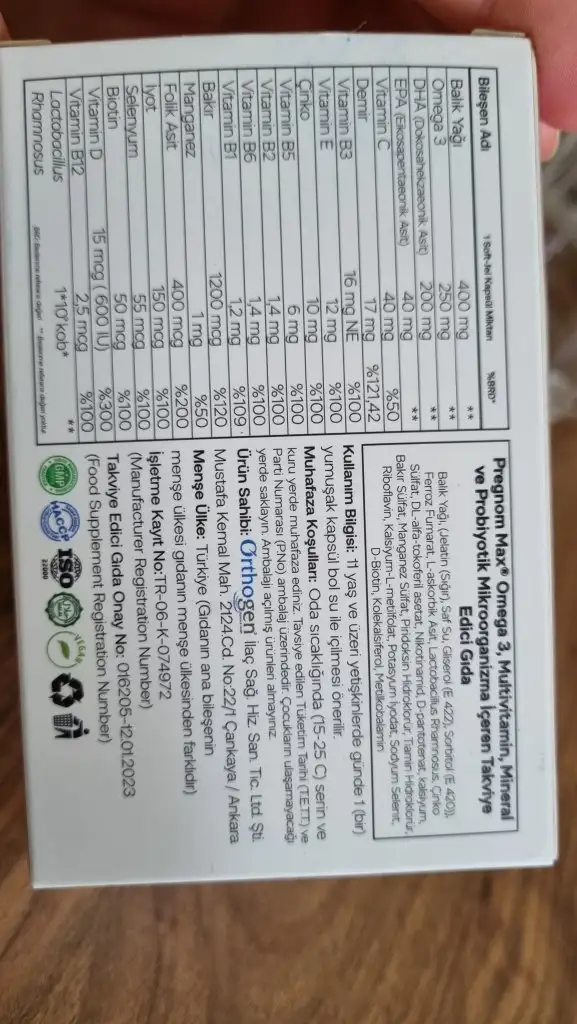 Bileşen Adı 1 Soft-Jel Kapsül Miktarı %BRD*
Balık Yağı 400 mg **
Omega 3 250 mg **
DHA (Dokosahekzaeonik Asit) 200 mg **
EPA (Eikosapentaeonik Asit) 40 mg **
Vitamin C 40 mg %50
Demir 17 mg %121,42
Vitamin B3 16 mg NE %100
Vitamin E 12 mg %100
Çinko 10 mg %100
Vitamin B5 6 mg %100
Vitamin B2 1,4 mg %100
Vitamin B6 1,4 mg %100
Vitamin B1 1,2 mg %109
Bakır 1200 mcg %120
Manganez 1 mg %50
Folik Asit 400 mcg %200
İyot 150 mcg %100
Selenyum 55 mcg %100
Biotin 50 mcg %100
Vitamin D 15 mcg ( 600 IU) %300
Vitamin B12 2,5 mcg %100
Lactobacillus 1*10 kob* **
Rhamnosus
Pregnom Max® Omega 3, Multivitamin, Mineral
ve Probiyotik Mikroorganizma İçeren Takviye
Edici Gıda
Balık Yağı, (Jelatin (Sığır), Saf Su, Gliserol (E 422), Sorbitol (E 420)),
Ferroz Fumarat, L-askorbik Asit, Lactobacillus Rhamnosus, Çinko
Sülfat, DL-alfa-tokoferil asetat, Nikotinamid, D-pantotenat, kalsiyum,
Bakır Sülfat, Manganez Sülfat, Pridoksin Hidroklorür, Tiamin Hidroklorür,
Riboflavin, Kalsiyum-L-metilfolat, Potasyum İyodat, Sodyum Selenit,
D-Biotin, Kolekalsiferol, Metilkobalamin
Kullanım Bilgisi: 11 yaş ve üzeri yetişkinlerde günde 1 (bir)
yumuşak kapsül bol su ile içilmesi önerilir.
Muhafaza Koşulları: Oda sıcaklığında (15-25 C) serin ve
kuru yerde muhafaza ediniz. Tavsiye edilen Tüketim Tarihi (T.E.T.T.) ve
Parti Numarası (PNo) ambalaj üzerindedir. Çocukların ulaşamayacağı
yerde saklayın. Ambalajı açılmış ürünleri almayınız.
Ürün Sahibi: Orthogen İlaç Sağ. Hiz. San. Tic. Ltd. Şti.
Mustafa Kemal Mah. 2124.Cd. No:22/1 Çankaya / Ankara
Menşe Ülke: Türkiye (Gıdanın ana bileşenin
menşe ülkesi gıdanın menşe ülkesinden farklıdır)
İşletme Kayıt No:TR-06-K-074972
(Manufacturer Registration Number)
Takviye Edici Gıda Onay No: 016205-12.01.2023
(Food Supplement Registration Number)
GMP HACCP ISO 22000